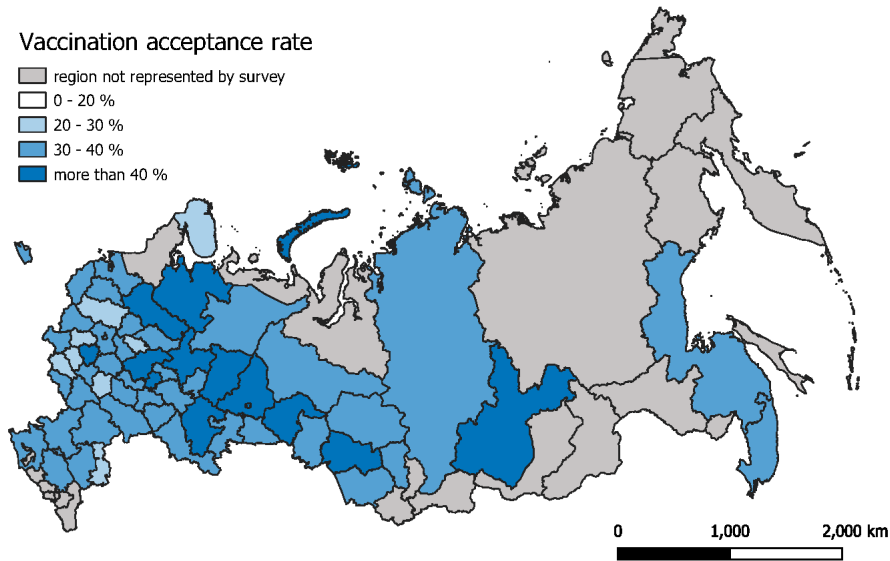 Vaccination acceptance rate
region not represented by survey
0 - 20 %
20 - 30 %
30 - 40 %
more than 40 %
0 1,000 2,000 km